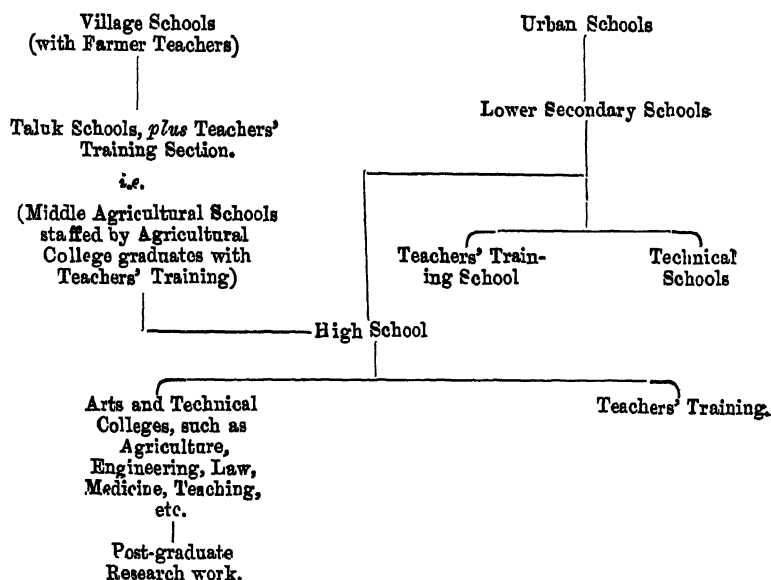 Village Schools
(with Farmer Teachers)
Urban Schools
Lower Secondary Schools
Taluk Schools, plus Teachers'
Training Section.
i.e.
(Middle Agricultural Schools
staffed by Agricultural
College graduates with
Teachers' Training)
Teachers' Train-
ing School
Technical
Schools
High School
Arts and Technical
Colleges, such as
Agriculture,
Engineering, Law,
Medicine, Teaching,
etc.
Teachers' Training.
Post-graduate
Research work.